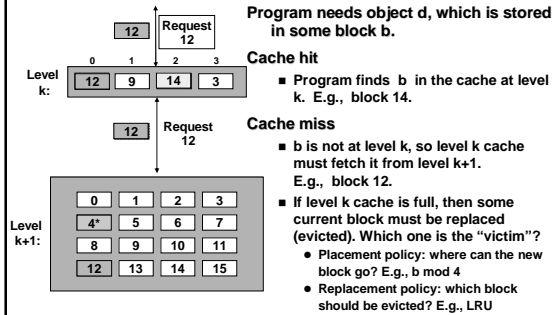 Request
12
12
0 1 2 3
Level
k:
12 9 14 3
12
Request
12
Level
k+1:
0 1 2 3
4* 5 6 7
8 9 10 11
12 13 14 15
Program needs object d, which is stored
in some block b.
Cache hit
■ Program finds b in the cache at level
k. E.g., block 14.
Cache miss
■ b is not at level k, so level k cache
must fetch it from level k+1.
E.g., block 12.
■ If level k cache is full, then some
current block must be replaced
(evicted). Which one is the “victim”?
● Placement policy: where can the new
block go? E.g., b mod 4
● Replacement policy: which block
should be evicted? E.g., LRU